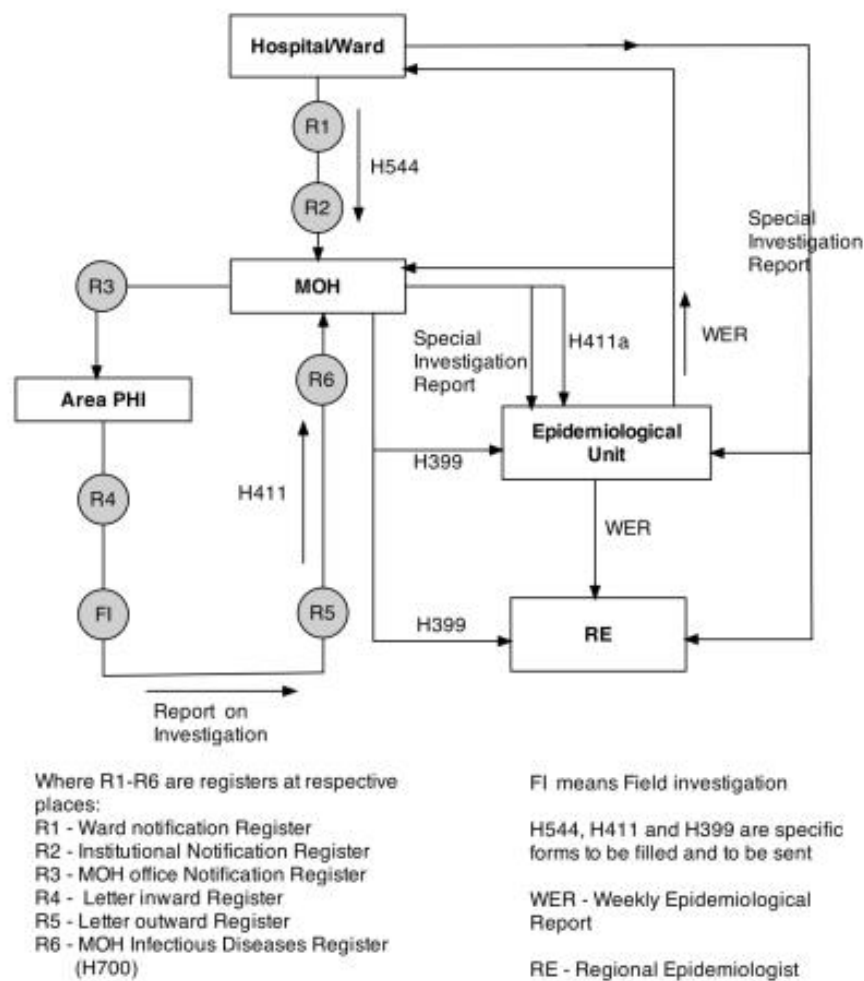 Hospital/Ward
R1
H544
R2
Special
Investigation
Report
R3
MOH
Special
Investigation
Report
H411a
WER
R6
Area PHI
Epidemiological
Unit
H399
H411
R4
WER
FI
R5
H399
RE
Report on
Investigation
Where R1-R6 are registers at respective
places:
R1 - Ward notification Register
R2 - Institutional Notification Register
R3 - MOH office Notification Register
R4 - Letter inward Register
R5 - Letter outward Register
R6 - MOH Infectious Diseases Register
(H700)
FI means Field investigation
H544, H411 and H399 are specific
forms to be filled and to be sent
WER - Weekly Epidemiological
Report
RE - Regional Epidemiologist